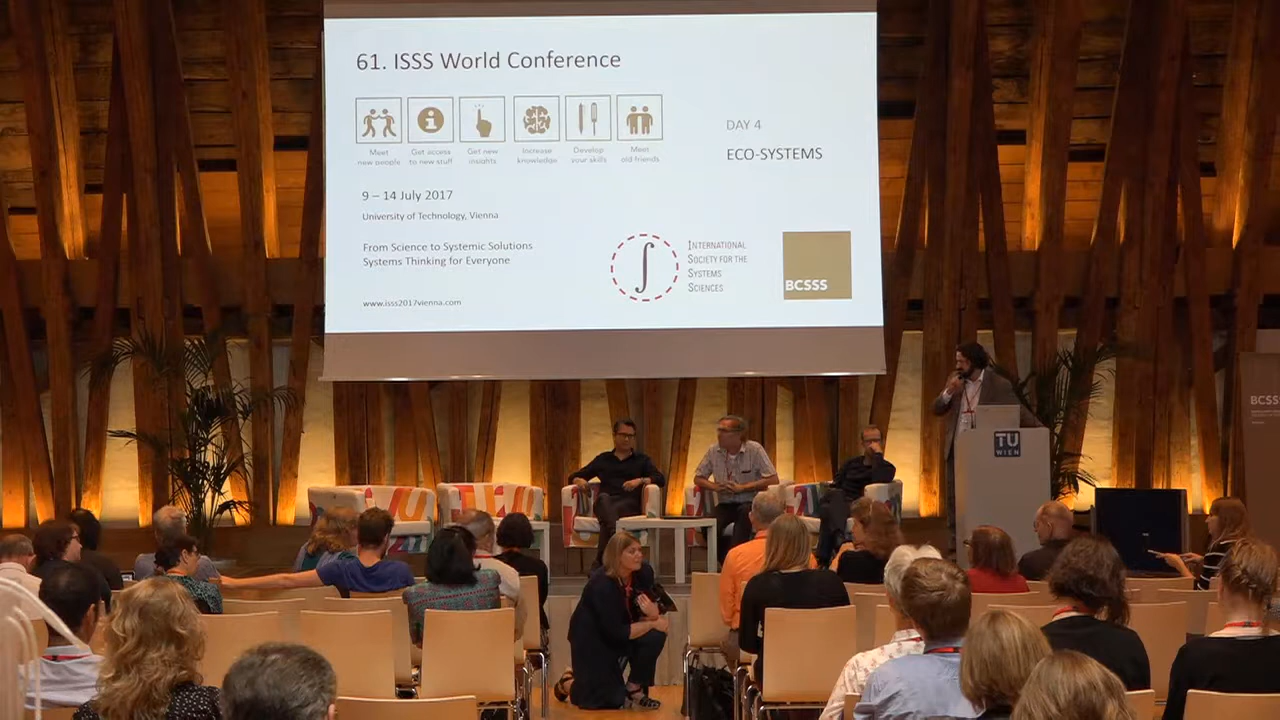 61. ISSS World Conference
Meet
new people
Get access
to new stuff
Get new
insights
Increase
knowledge
Develop
your skills
Meet
old friends
DAY 4
ECO-SYSTEMS
9 – 14 July 2017
University of Technology, Vienna
From Science to Systemic Solutions
Systems Thinking for Everyone
www.isss2017vienna.com
INTERNATIONAL
SOCIETY FOR THE
SYSTEMS
SCIENCES
BCSSS
TU
WIEN
BCSSS